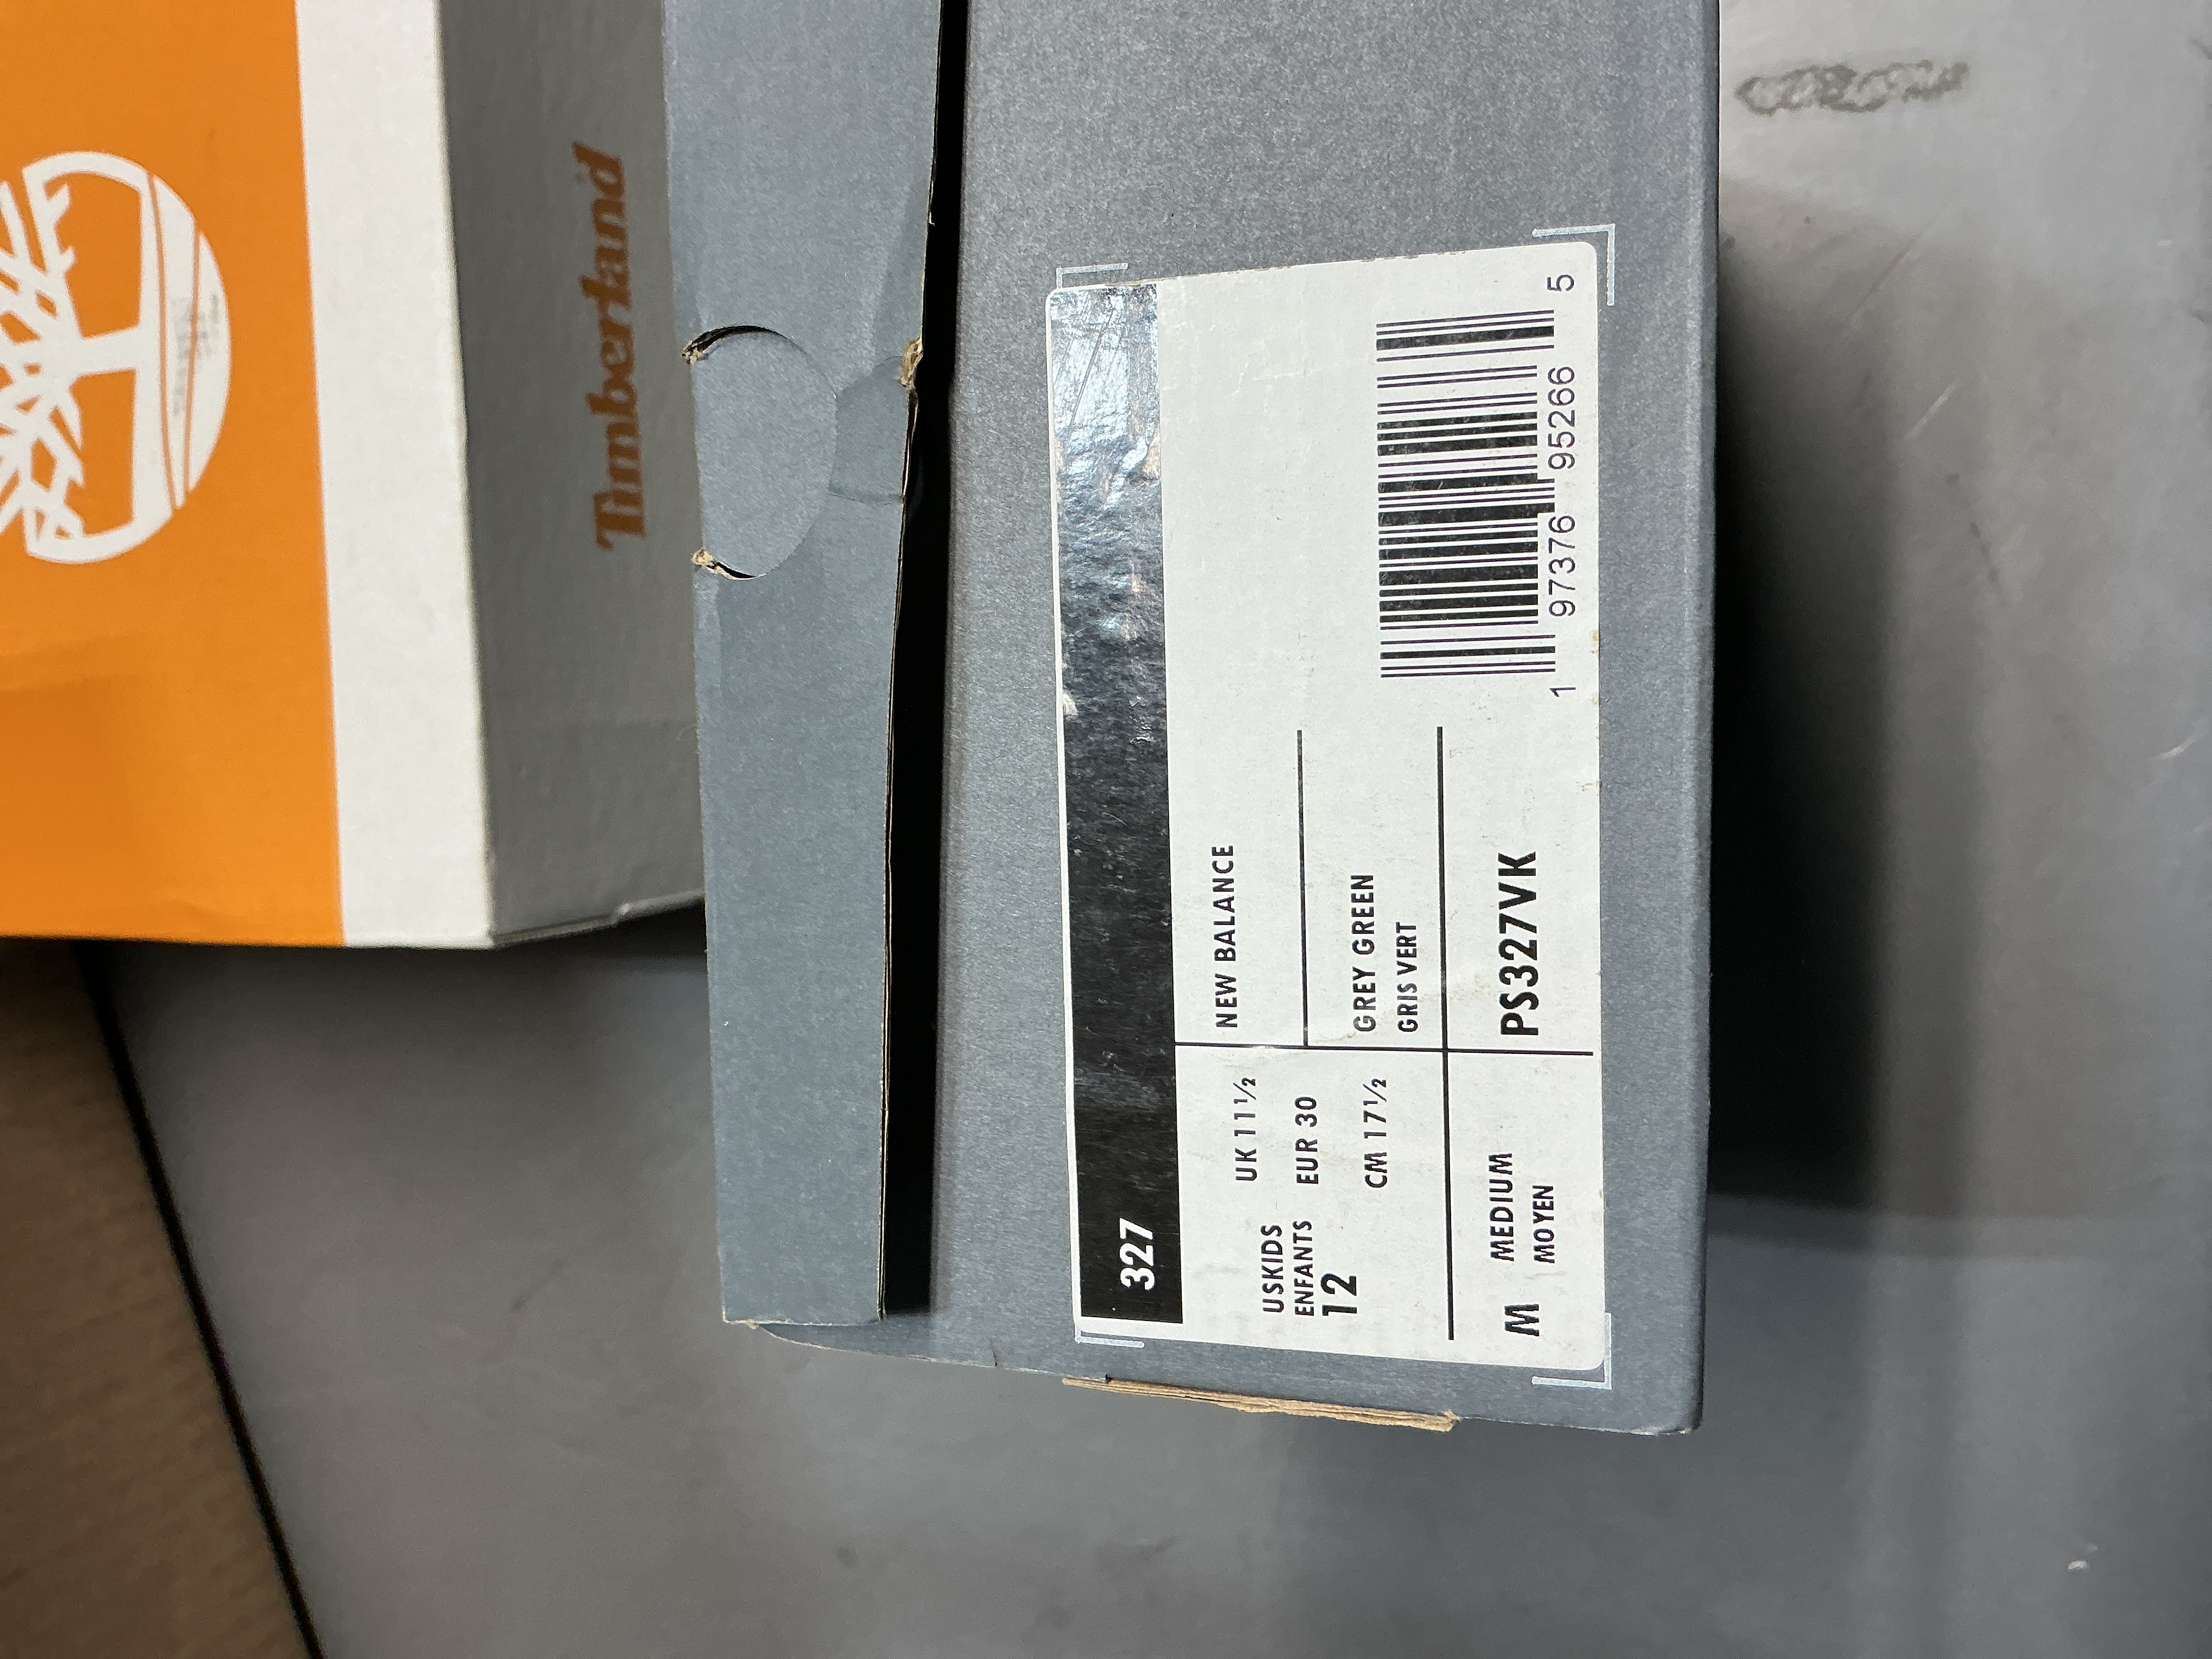 Timberland
327
USKIDS
ENFANTS
12
UK 11½
EUR 30
CM 17½
NEW BALANCE
GREY GREEN
GRIS VERT
M
MEDIUM
MOYEN
PS327VK
1 97376 95266 5